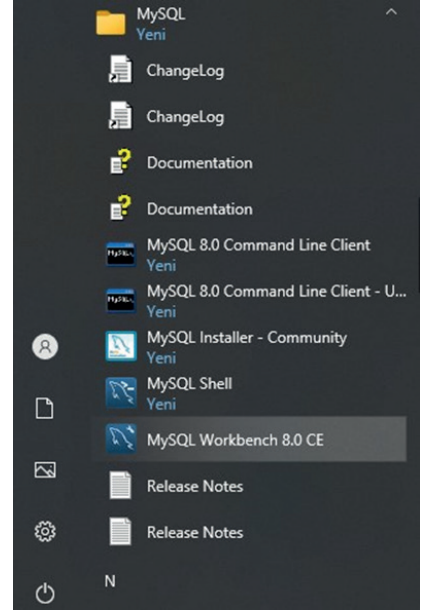 MySQL
Yeni
ChangeLog
ChangeLog
Documentation
Documentation
MySQL 8.0 Command Line Client
Yeni
MySQL 8.0 Command Line Client - U...
Yeni
MySQL Installer - Community
Yeni
MySQL Shell
Yeni
MySQL Workbench 8.0 CE
Release Notes
Release Notes
N